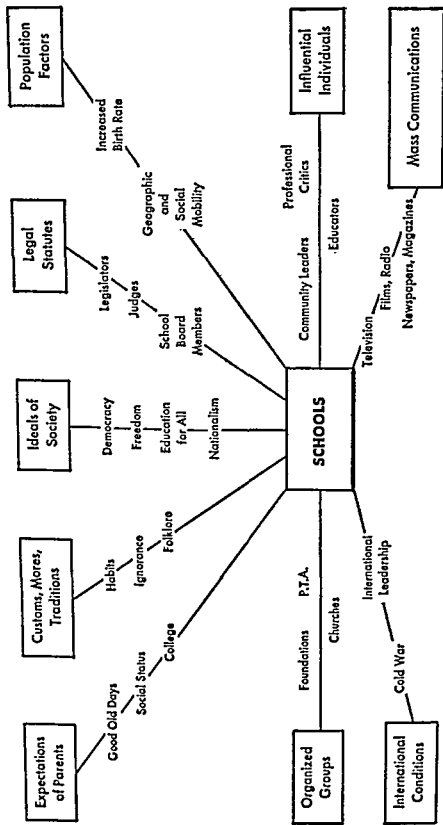 Expectations
of Parents
Good Old Days
Social Status
College
Customs, Mores,
Traditions
Habits
Ignorance
Folklore
Ideals of
Society
Democracy
Freedom
Education
for All
Nationalism
Legal
Statutes
Legislators
Judges
School
Board
Members
Population
Factors
Increased
Birth Rate
Geographic
and
Social
Mobility
Organized
Groups
Foundations
P.T.A.
Churches
SCHOOLS
Community Leaders
Professional
Critics
Educators
Influential
Individuals
International
Conditions
Cold War
International
Leadership
Television
Films, Radio
Newspapers, Magazines
Mass Communications